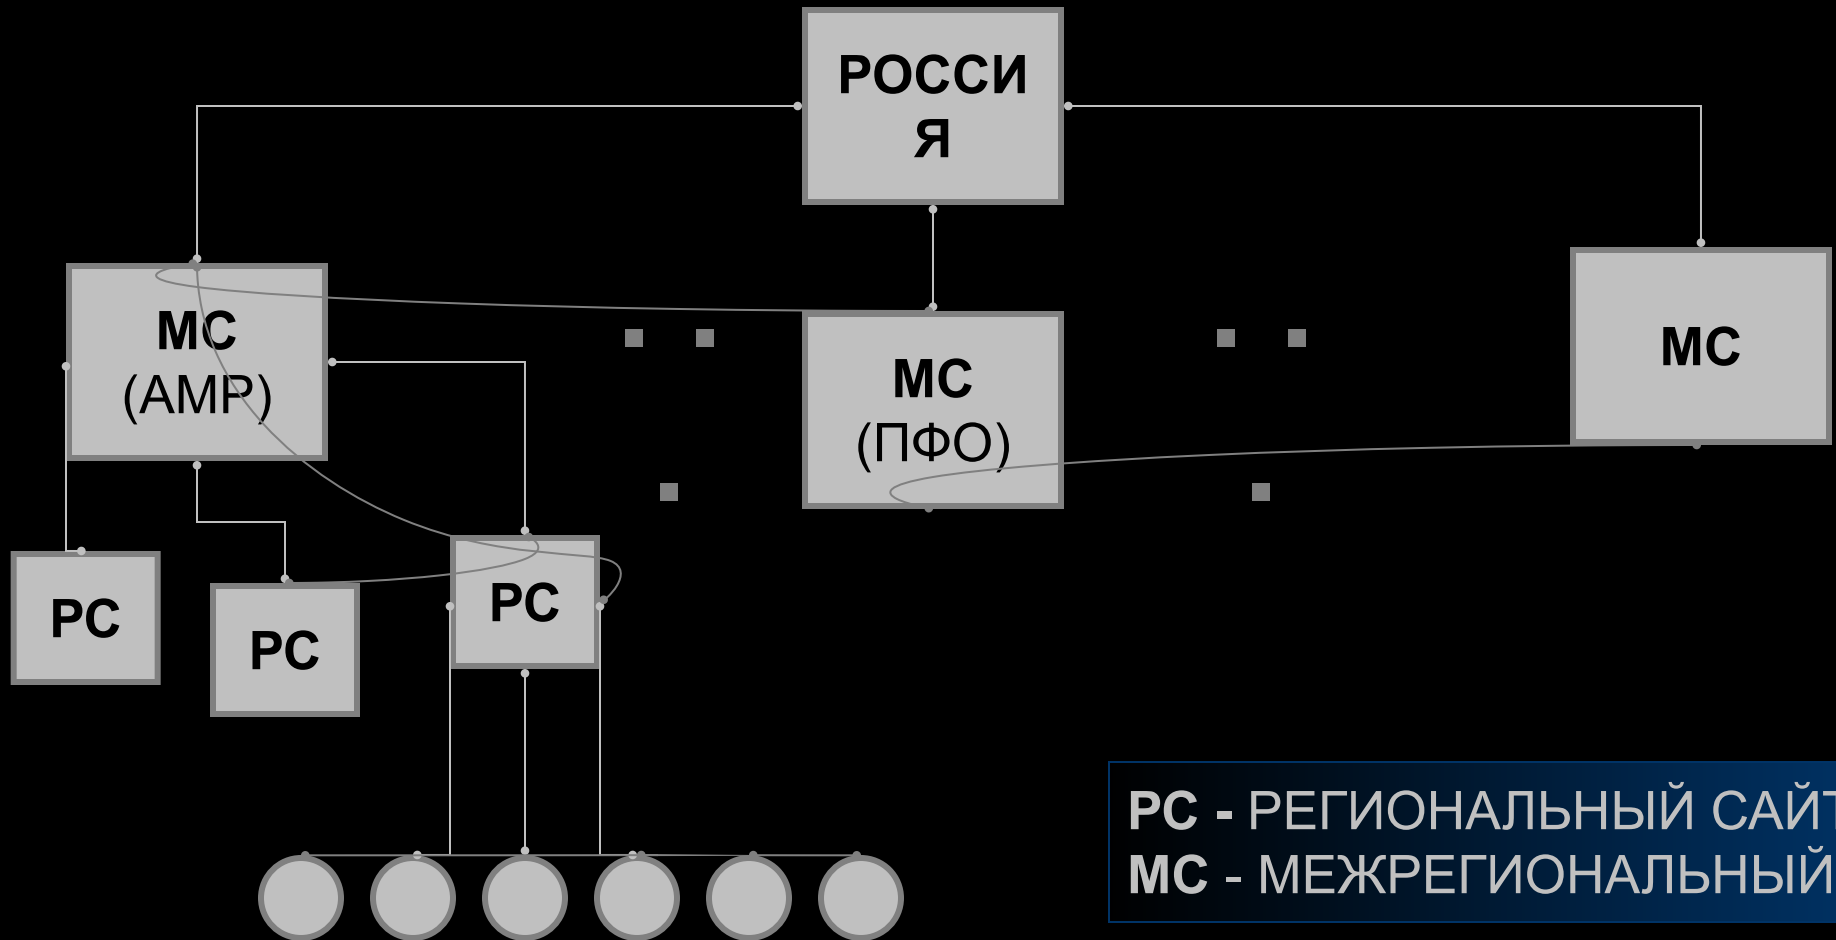 РОССИ
Я
МС
(АМР)
МС
(ПФО)
МС
РС
РС
РС
РС - РЕГИОНАЛЬНЫЙ САЙТ
МС - МЕЖРЕГИОНАЛЬНЫЙ